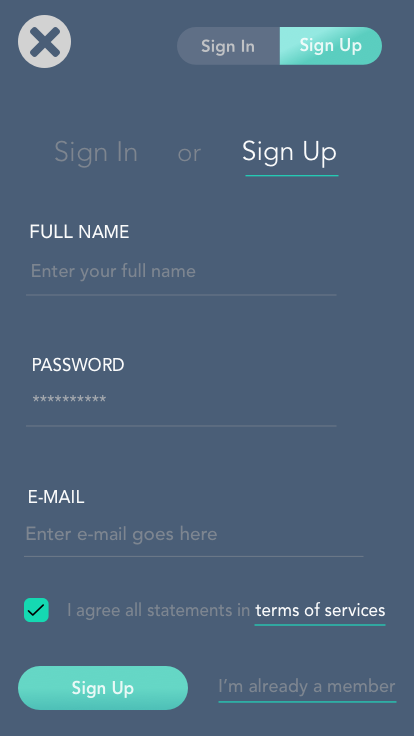 Sign In Sign Up
Sign In or Sign Up
FULL NAME
Enter your full name
PASSWORD
**********
E-MAIL
Enter e-mail goes here
I agree all statements in terms of services
Sign Up I'm already a member